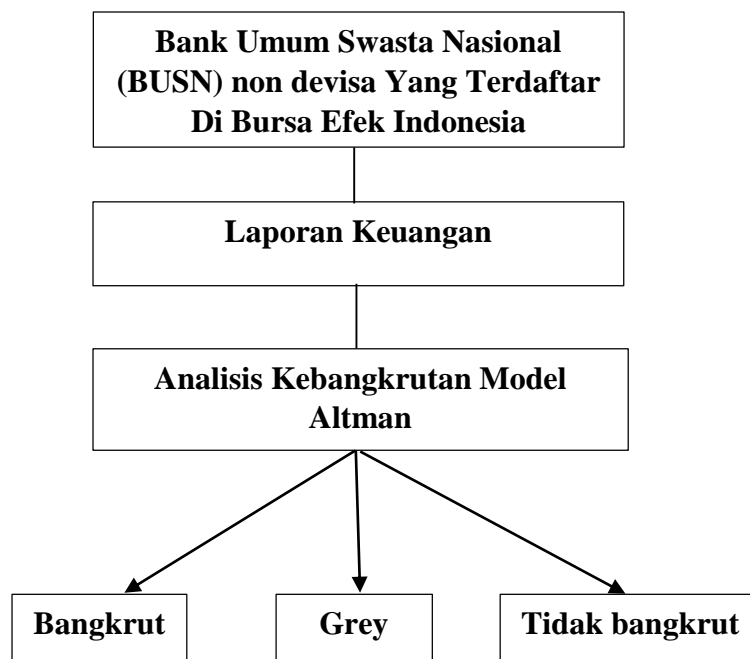 Bank Umum Swasta Nasional
(BUSN) non devisa Yang Terdaftar
Di Bursa Efek Indonesia
Laporan Keuangan
Analisis Kebangkrutan Model
Altman
Bangkrut
Grey
Tidak bangkrut